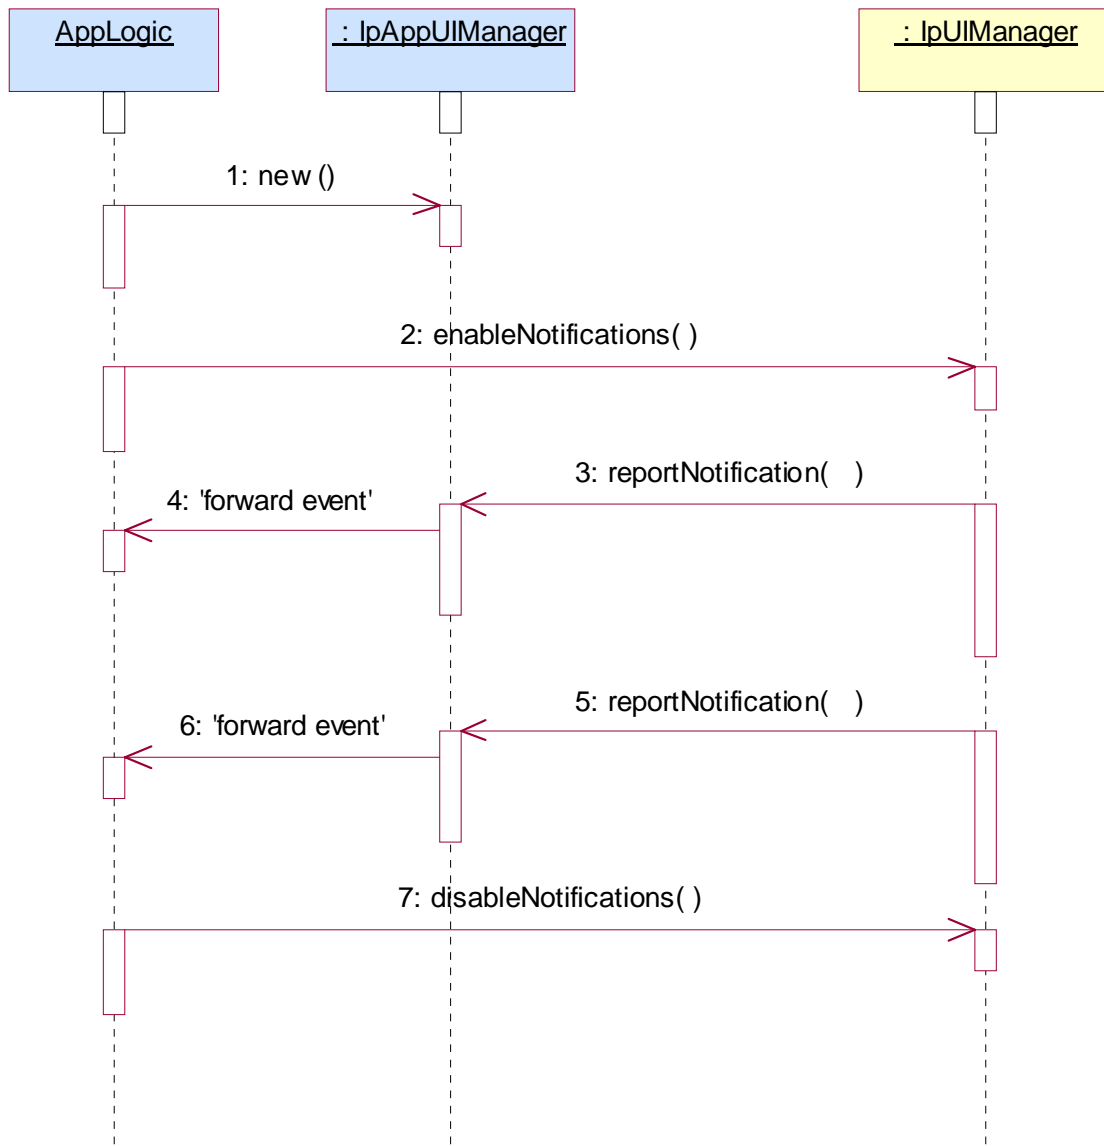 AppLogic
: IpAppUIManager
: IpUIManager
1: new ()
2: enableNotifications( )
3: reportNotification(   )
4: 'forward event'
5: reportNotification(   )
6: 'forward event'
7: disableNotifications( )